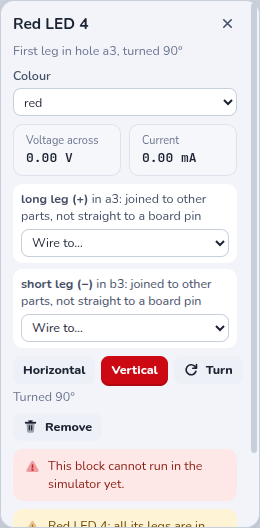 Red LED 4
First leg in hole a3, turned 90°
Colour
red
Voltage across
0.00 V
Current
0.00 mA
long leg (+) in a3: joined to other
parts, not straight to a board pin
Wire to...
short leg (−) in b3: joined to other
parts, not straight to a board pin
Wire to...
Horizontal Vertical Turn
Turned 90°
Remove
This block cannot run in the
simulator yet.
Red LED 4: all its legs are in